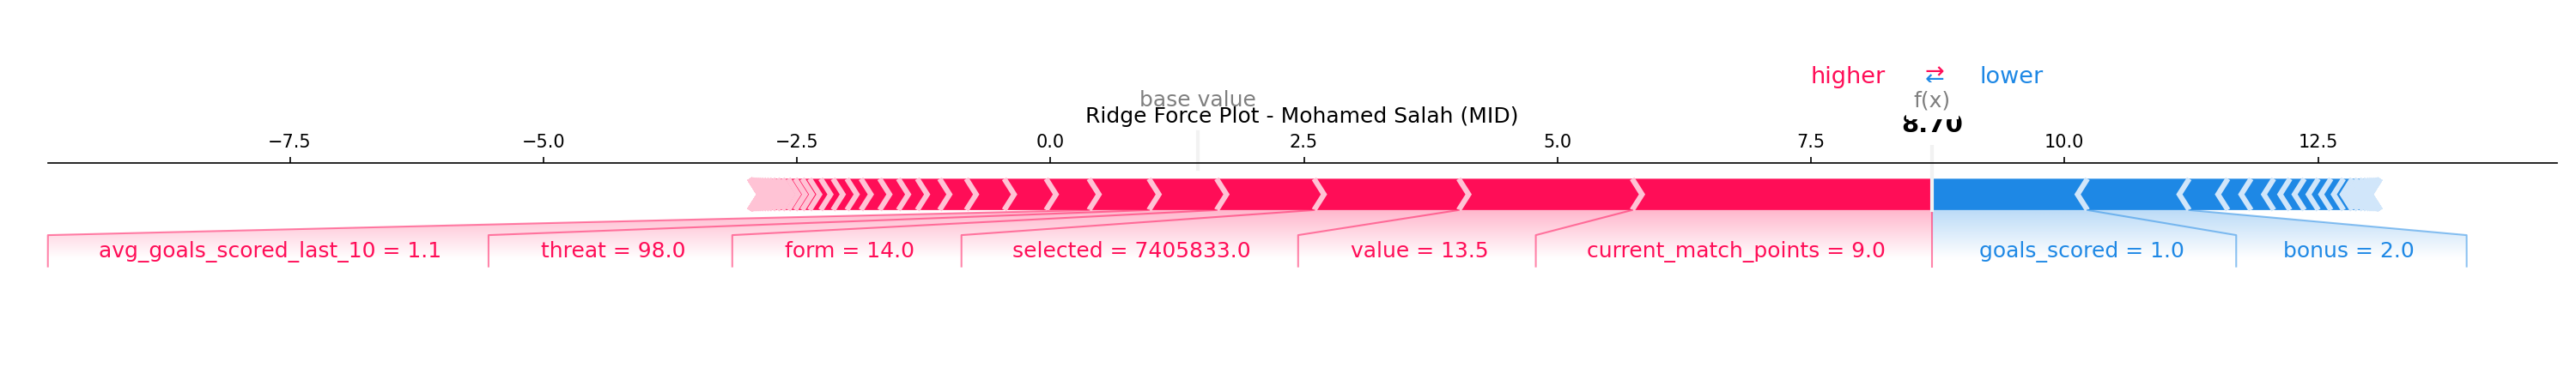 higher ⇄ lower
base value
f(x)
Ridge Force Plot - Mohamed Salah (MID)
8.70
−7.5 −5.0 −2.5 0.0 2.5 5.0 7.5 10.0 12.5
avg_goals_scored_last_10 = 1.1 threat = 98.0 form = 14.0 selected = 7405833.0 value = 13.5 current_match_points = 9.0 goals_scored = 1.0 bonus = 2.0